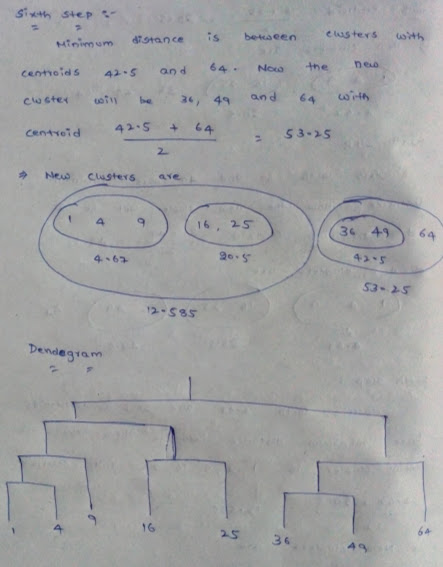 Sixth step :-
Minimum distance is between clusters with
centroids 42.5 and 64. Now the new
cluster will be 36, 49 and 64 with
centroid 42.5 + 64 / 2 = 53.25
⇒ New clusters are
1 4 9 16, 25 36, 49 64
4.67 20.5 42.5
53.25
12.585
Dendegram
1 4 9 16 25 36 49 64